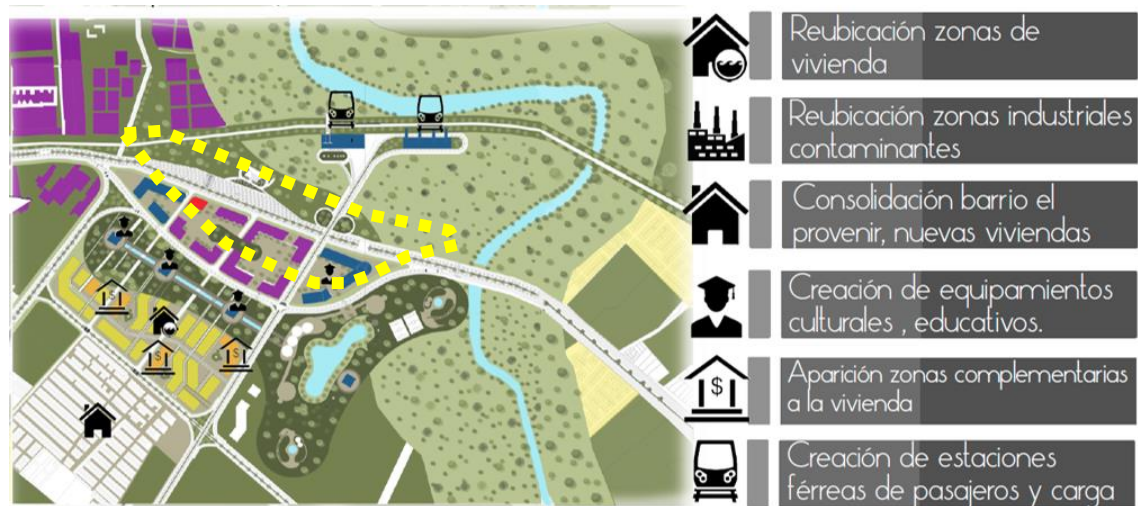 Reubicación zonas de
vivienda
Reubicación zonas industriales
contaminantes
Consolidación barrio el
provenir, nuevas viviendas
Creación de equipamientos
culturales , educativos.
$
Aparición zonas complementarias
a la vivienda
Creación de estaciones
férreas de pasajeros y carga
$
$
$